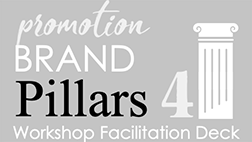 promotion
BRAND
Pillars 4
Workshop Facilitation Deck